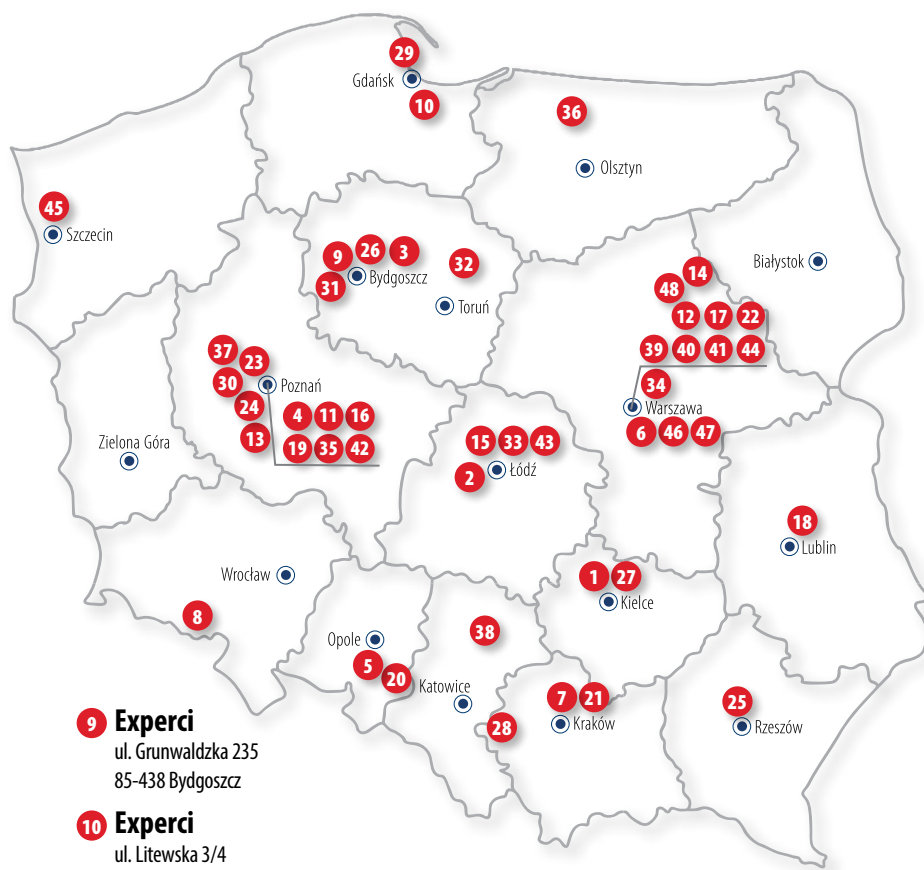 29
Gdańsk
10
36
Olsztyn
45
Szczecin
9 26 3
31 Bydgoszcz
32
Toruń
14
48
12 17 22
39 40 41 44
Białystok
34
Warszawa
6 46 47
37 23
30 Poznań
24
13
4 11 16
19 35 42
Zielona Góra
15 33 43
2 Łódź
18
Lublin
Wrocław
8
1 27
Kielce
Opole
5 20
38
Katowice
28
7 21
Kraków
25
Rzeszów
9 Experci
ul. Grunwaldzka 235
85-438 Bydgoszcz
10 Experci
ul. Litewska 3/4